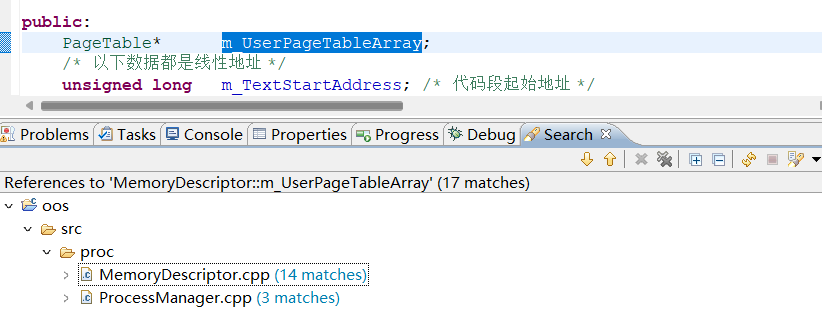 public:
PageTable* m_UserPageTableArray;
/* 以下数据都是线性地址 */
unsigned long m_TextStartAddress; /* 代码段起始地址 */
Problems Tasks Console Properties Progress Debug Search
References to 'MemoryDescriptor::m_UserPageTableArray' (17 matches)
oos
src
proc
MemoryDescriptor.cpp (14 matches)
ProcessManager.cpp (3 matches)